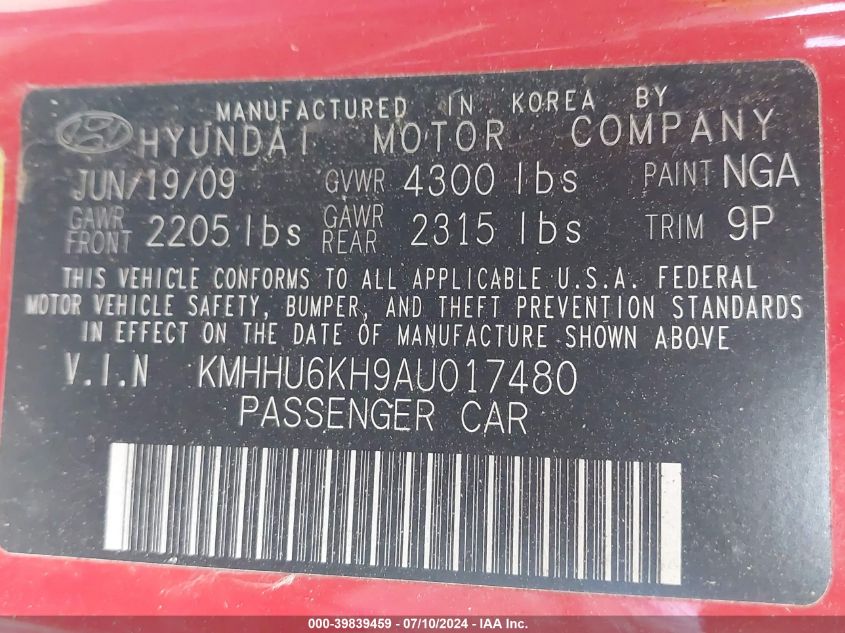 MANUFACTURED IN KOREA BY
HYUNDAI MOTOR COMPANY
JUN/19/09 GVWR 4300 lbs PAINT NGA
GAWR FRONT 2205 lbs GAWR REAR 2315 lbs TRIM 9P
THIS VEHICLE CONFORMS TO ALL APPLICABLE U.S.A. FEDERAL
MOTOR VEHICLE SAFETY, BUMPER, AND THEFT PREVENTION STANDARDS
IN EFFECT ON THE DATE OF MANUFACTURE SHOWN ABOVE
V.I.N KMHHU6KH9AU017480
PASSENGER CAR
000-39839459 - 07/10/2024 - IAA Inc.